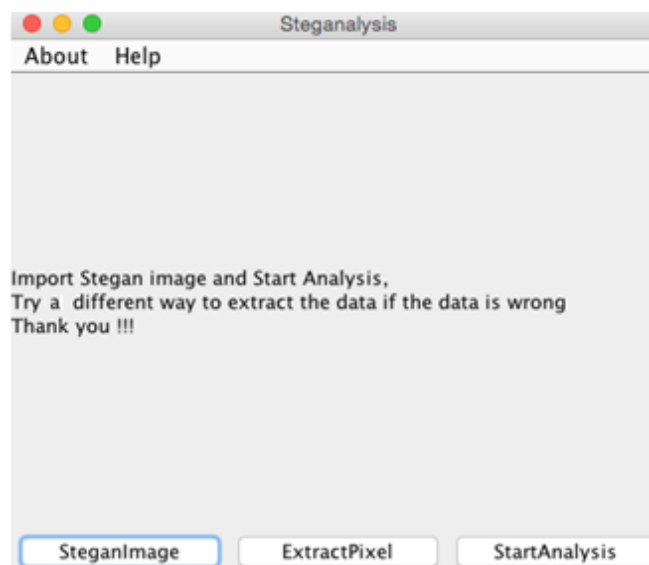 Steganalysis
About Help
Import Stegan image and Start Analysis,
Try a different way to extract the data if the data is wrong
Thank you !!!
SteganImage ExtractPixel StartAnalysis